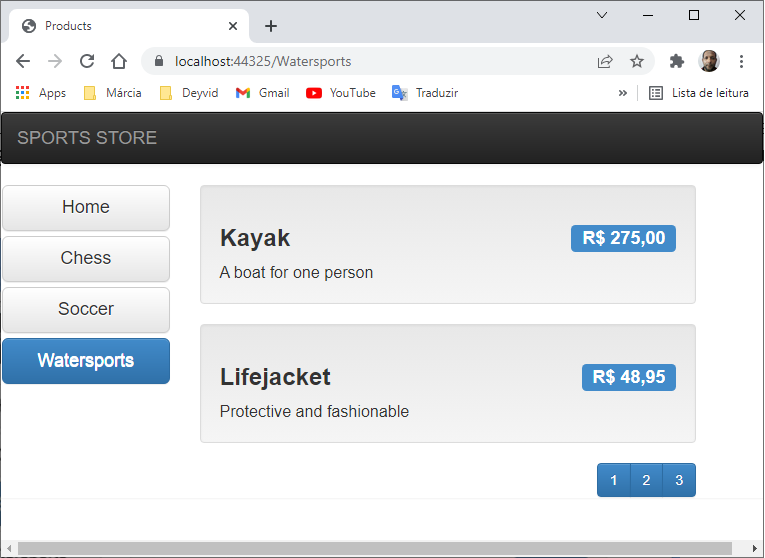 Products
localhost:44325/Watersports
Apps Márcia Deyvid Gmail YouTube Traduzir » Lista de leitura
SPORTS STORE
Home
Chess
Soccer
Watersports
Kayak R$ 275,00
A boat for one person
Lifejacket R$ 48,95
Protective and fashionable
1 2 3